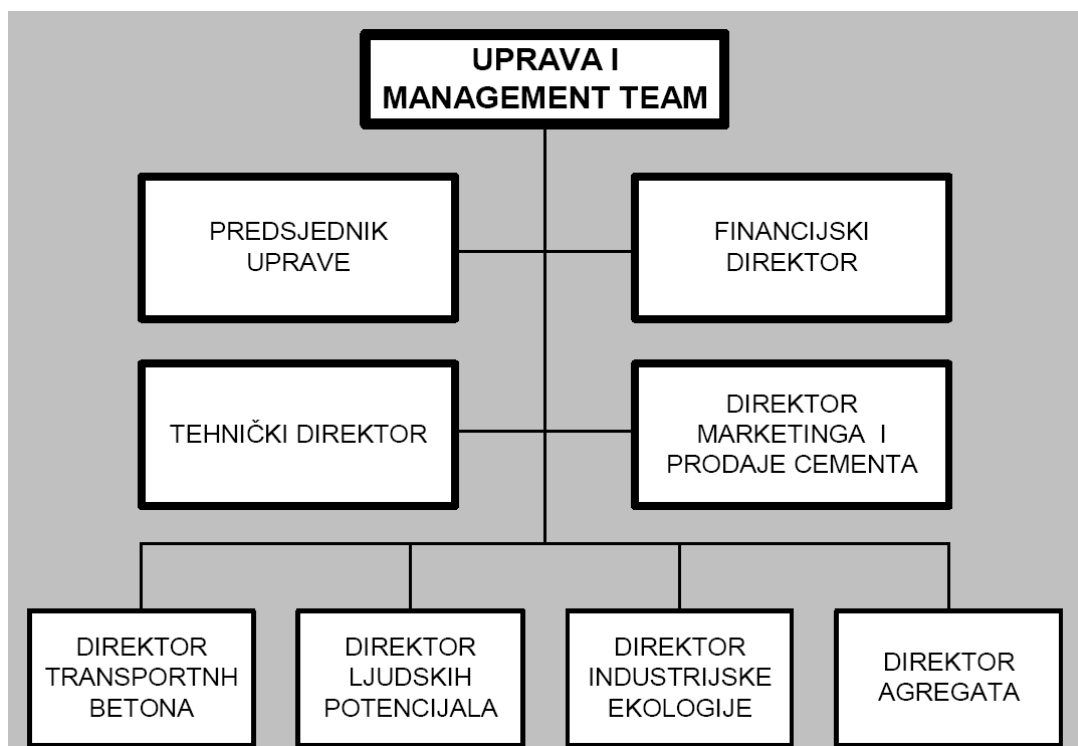 UPRAVA I
MANAGEMENT TEAM
PREDSJEDNIK
UPRAVE
FINANCIJSKI
DIREKTOR
TEHNIČKI DIREKTOR
DIREKTOR
MARKETINGA I
PRODAJE CEMENTA
DIREKTOR
TRANSPORTNH
BETONA
DIREKTOR
LJUDSKIH
POTENCIJALA
DIREKTOR
INDUSTRIJSKE
EKOLOGIJE
DIREKTOR
AGREGATA